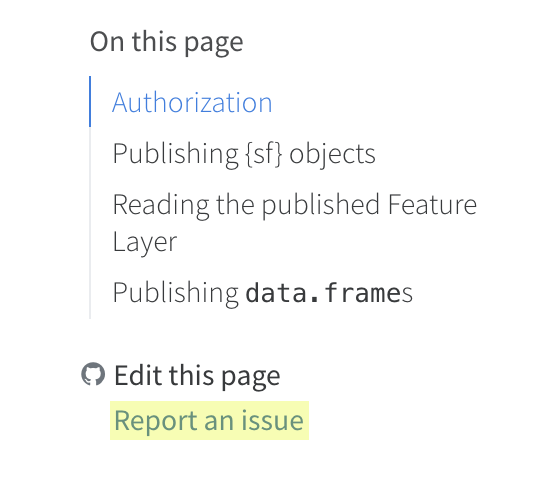 On this page
Authorization
Publishing {sf} objects
Reading the published Feature
Layer
Publishing data.frames
Edit this page
Report an issue